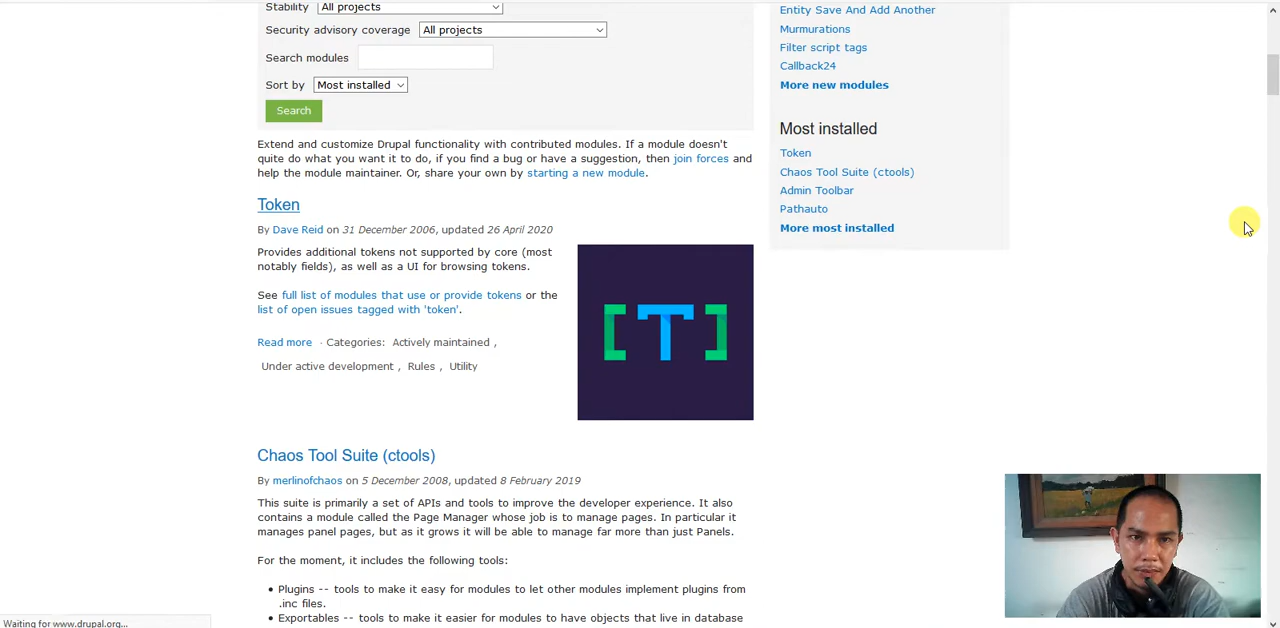 Stability All projects
Security advisory coverage All projects
Search modules
Sort by Most installed
Search
Extend and customize Drupal functionality with contributed modules. If a module doesn't
quite do what you want it to do, if you find a bug or have a suggestion, then join forces and
help the module maintainer. Or, share your own by starting a new module.
Token
By Dave Reid on 31 December 2006, updated 26 April 2020
Provides additional tokens not supported by core (most
notably fields), as well as a UI for browsing tokens.
See full list of modules that use or provide tokens or the
list of open issues tagged with 'token'.
Read more · Categories: Actively maintained ,
Under active development , Rules , Utility
[T]
Chaos Tool Suite (ctools)
By merlinofchaos on 5 December 2008, updated 8 February 2019
This suite is primarily a set of APIs and tools to improve the developer experience. It also
contains a module called the Page Manager whose job is to manage pages. In particular it
manages panel pages, but as it grows it will be able to manage far more than just Panels.
For the moment, it includes the following tools:
• Plugins -- tools to make it easy for modules to let other modules implement plugins from
.inc files.
• Exportables -- tools to make it easier for modules to have objects that live in database
Entity Save And Add Another
Murmurations
Filter script tags
Callback24
More new modules
Most installed
Token
Chaos Tool Suite (ctools)
Admin Toolbar
Pathauto
More most installed
Waiting for www.drupal.org...